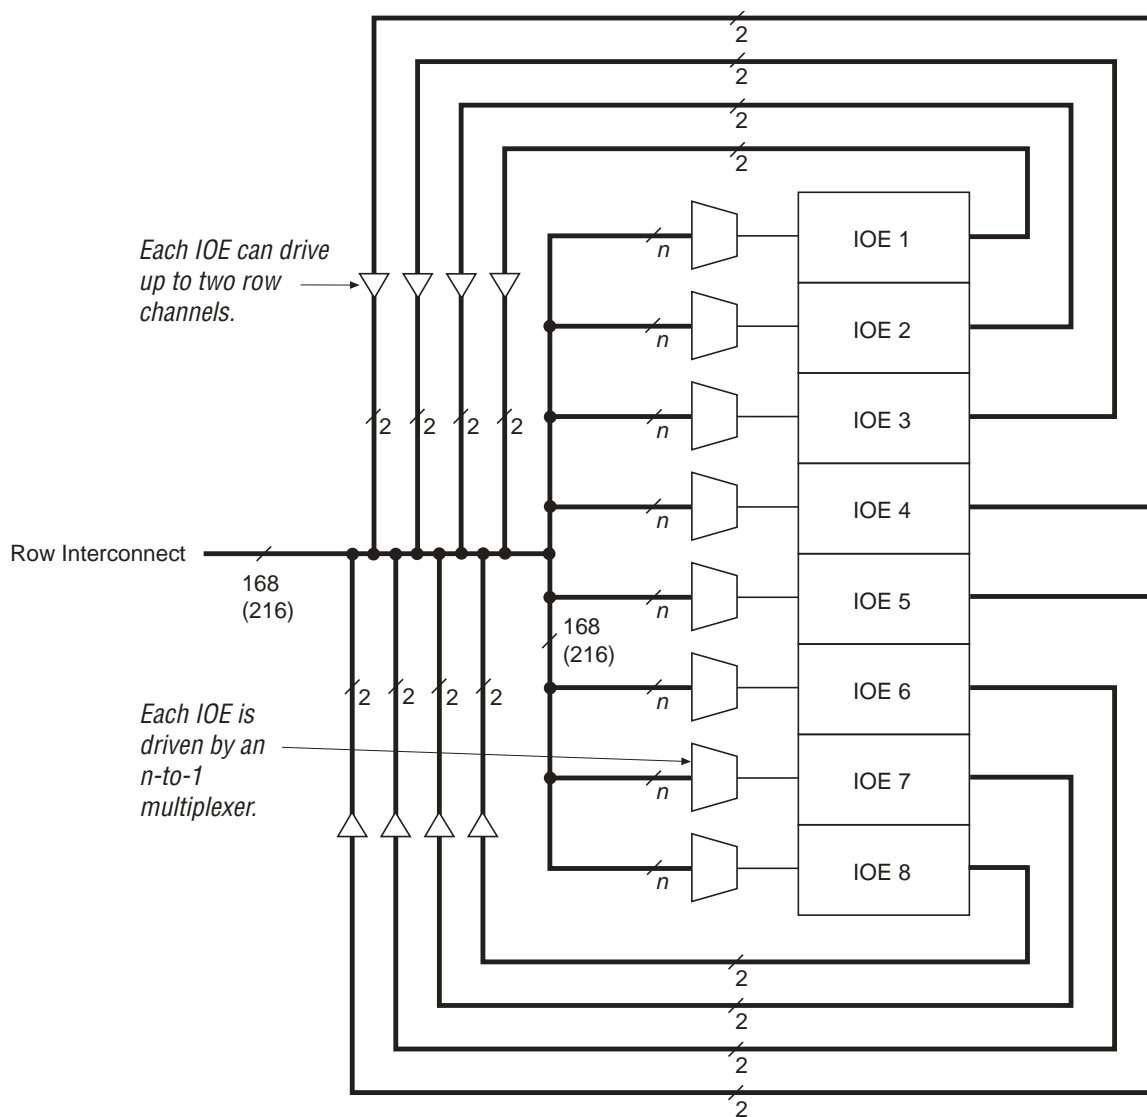 2
2
2
2
Each IOE can drive
up to two row
channels.
n
IOE 1
n
IOE 2
2
2
2
2
n
IOE 3
n
IOE 4
Row Interconnect
168
(216)
n
IOE 5
168
(216)
2
2
2
2
n
IOE 6
Each IOE is
driven by an
n-to-1
multiplexer.
n
IOE 7
n
IOE 8
2
2
2
2